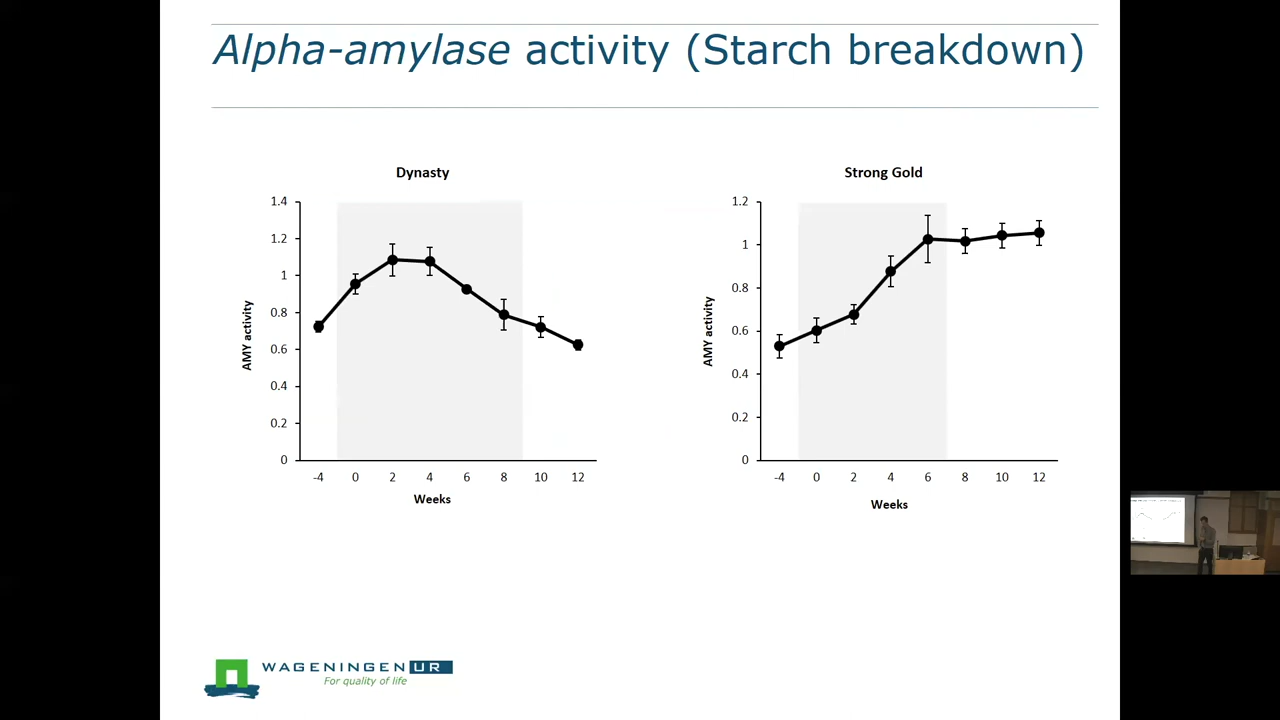 Alpha-amylase activity (Starch breakdown)
Dynasty
1.4
1.2
1
0.8
0.6
0.4
0.2
0
AMY activity
-4 0 2 4 6 8 10 12
Weeks
Strong Gold
1.2
1
0.8
0.6
0.4
0.2
0
AMY activity
-4 0 2 4 6 8 10 12
Weeks
WAGENINGEN UR
For quality of life